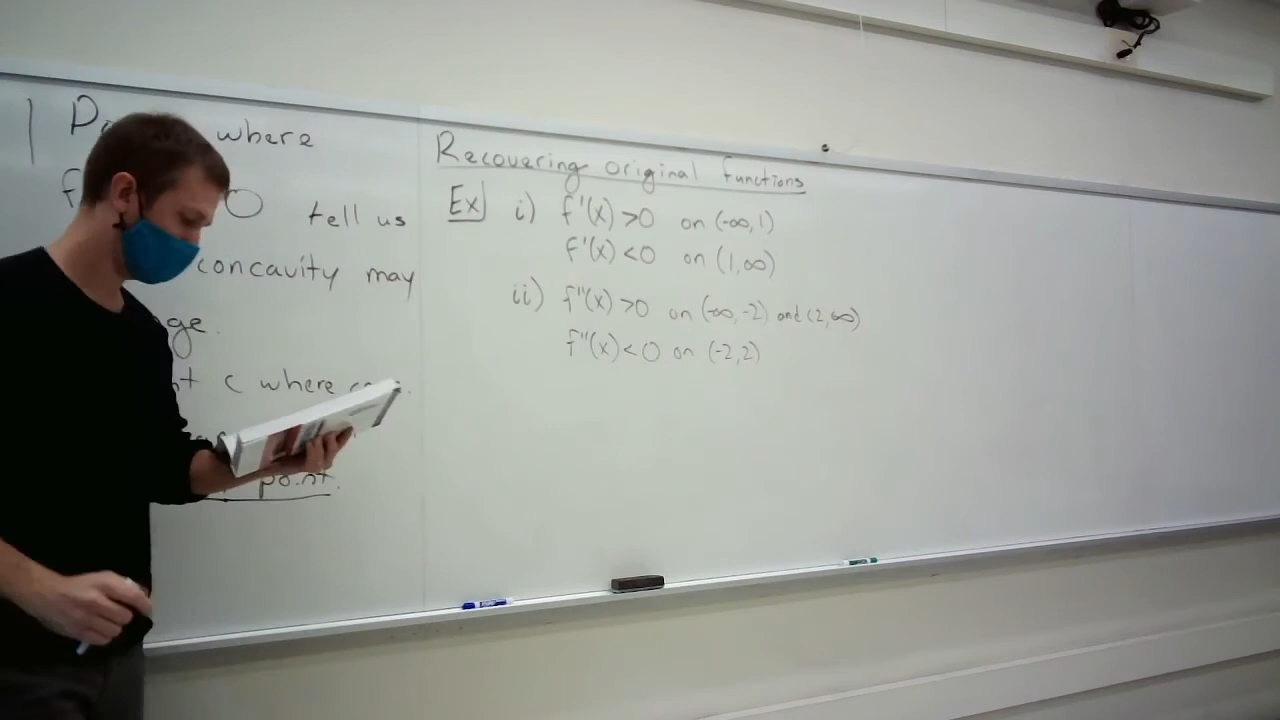 where
f 0 tell us
concavity may
ge.
c where
point.
Recovering original functions
Ex i) f'(x) >0 on (-∞,1)
f'(x) <0 on (1,∞)
ii) f"(x) >0 on (-∞,-2) and (2,∞)
f"(x) <0 on (-2,2)